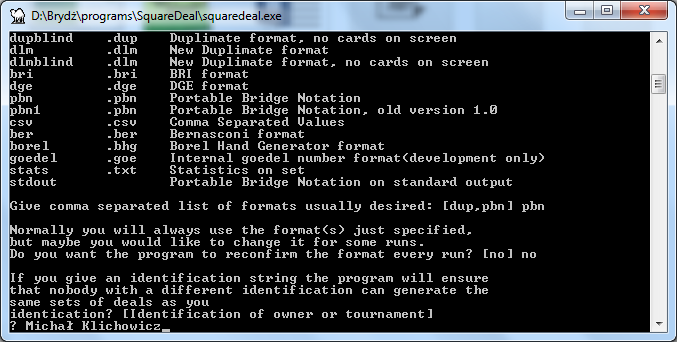 D:\Brydż\programs\SquareDeal\squaredeal.exe
dupblind .dup Duplimate format, no cards on screen
dlm .dlm New Duplimate format
dlmblind .dlm New Duplimate format, no cards on screen
bri .bri BRI format
dge .dge DGE format
pbn .pbn Portable Bridge Notation
pbn1 .pbn Portable Bridge Notation, old version 1.0
csv .csv Comma Separated Values
ber .ber Bernasconi format
borel .bhg Borel Hand Generator format
goedel .goe Internal goedel number format(development only)
stats .txt Statistics on set
stdout Portable Bridge Notation on standard output
Give comma separated list of formats usually desired: [dup,pbn] pbn
Normally you will always use the format(s) just specified,
but maybe you would like to change it for some runs.
Do you want the program to reconfirm the format every run? [no] no
If you give an identification string the program will ensure
that nobody with a different identification can generate the
same sets of deals as you
identication? [Identification of owner or tournament]
? Michał Klichowicz_